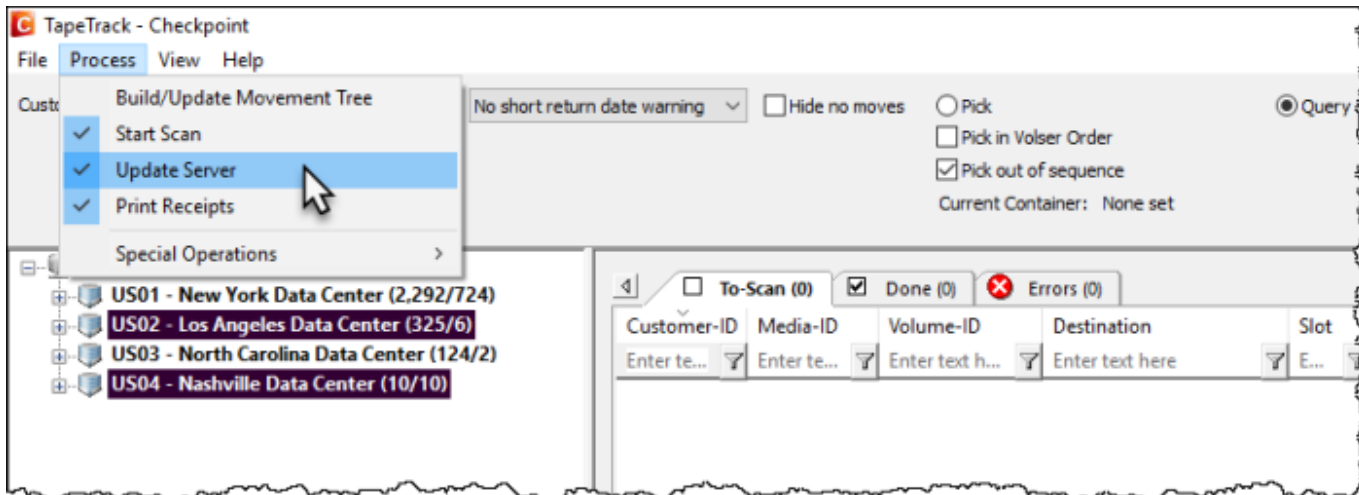 TapeTrack - Checkpoint
File Process View Help
Build/Update Movement Tree
Start Scan
Update Server
Print Receipts
Special Operations
No short return date warning
Hide no moves
Pick
Pick in Volser Order
Pick out of sequence
Current Container: None set
Query
US01 - New York Data Center (2,292/724)
US02 - Los Angeles Data Center (325/6)
US03 - North Carolina Data Center (124/2)
US04 - Nashville Data Center (10/10)
To-Scan (0) Done (0) Errors (0)
Customer-ID Media-ID Volume-ID Destination Slot
Enter te... Enter te... Enter text h... Enter text here E...